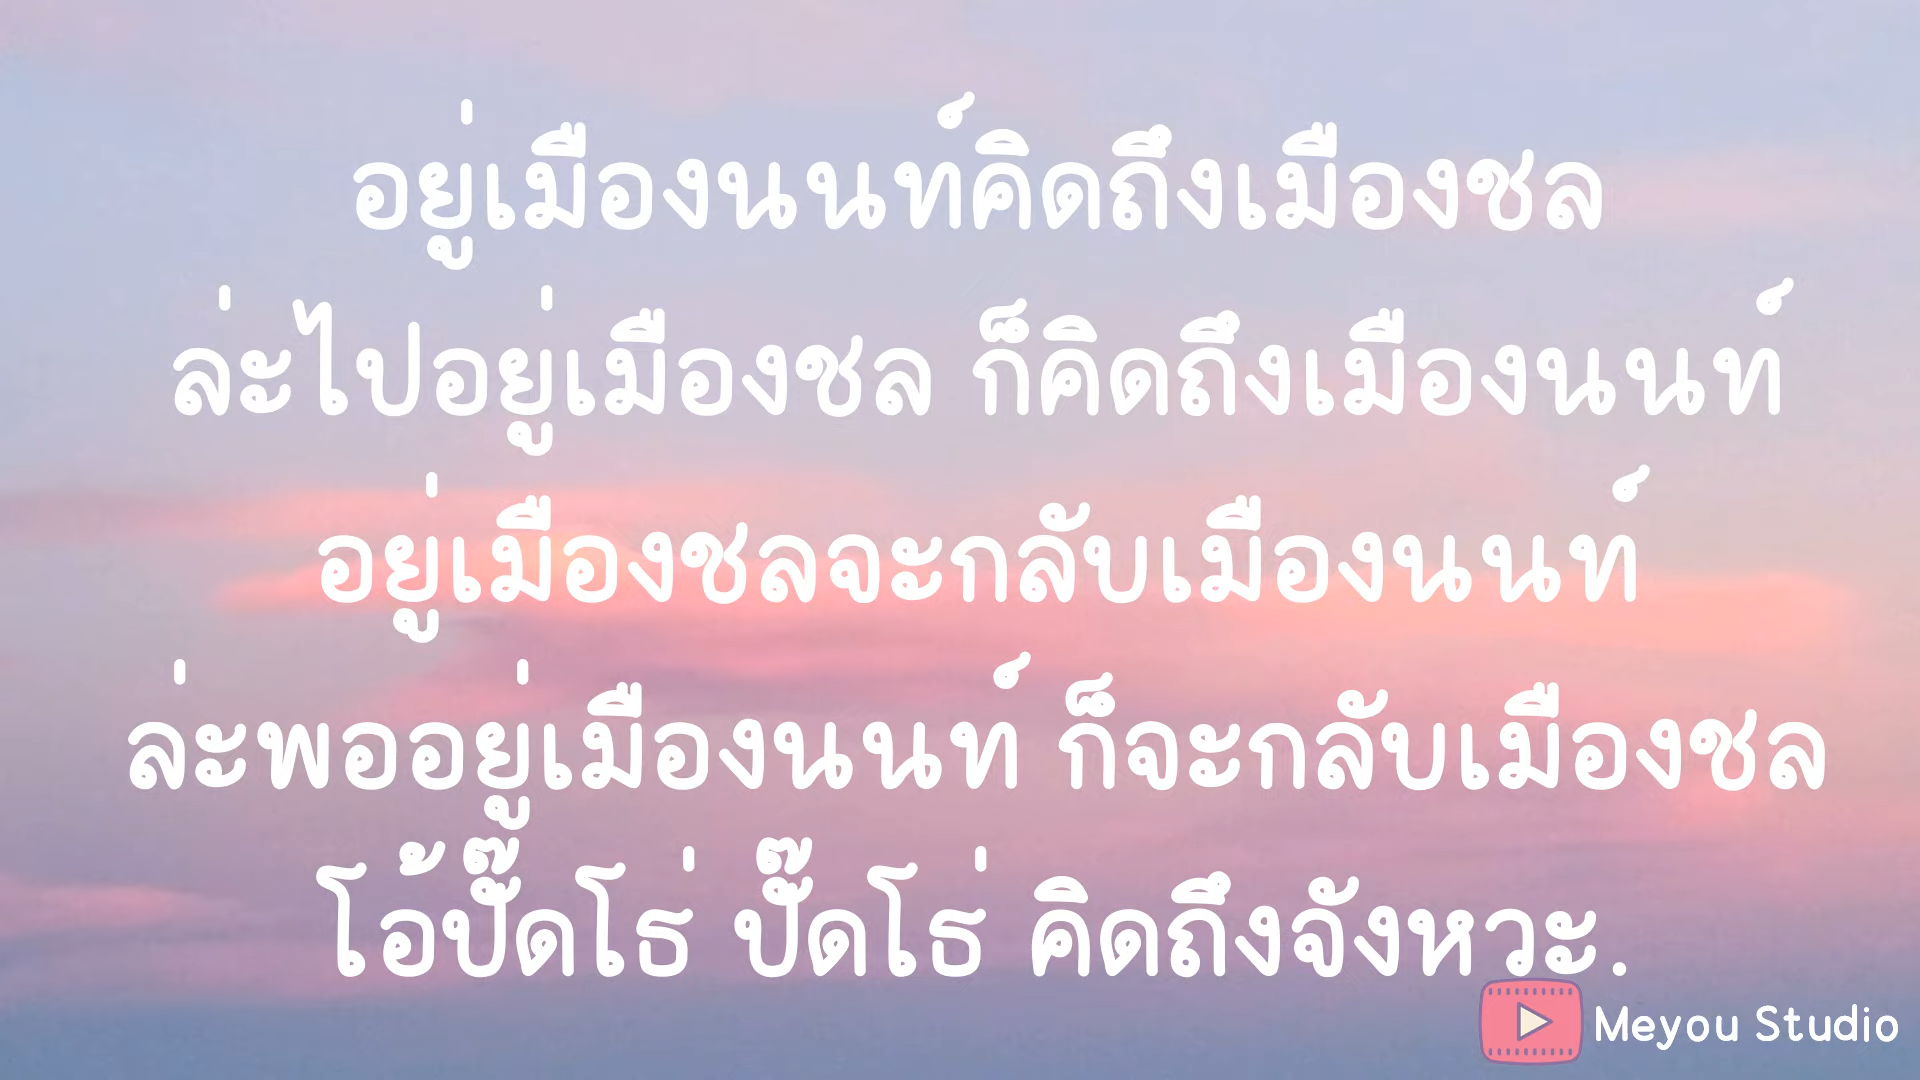 อยู่เมืองนนท์คิดถึงเมืองชล
ล่ะไปอยู่เมืองชล ก็คิดถึงเมืองนนท์
อยู่เมืองชลจะกลับเมืองนนท์
ล่ะพออยู่เมืองนนท์ ก็จะกลับเมืองชล
โอ้ปั๊ดโธ่ ปั๊ดโธ่ คิดถึงจังหวะ.
Meyou Studio